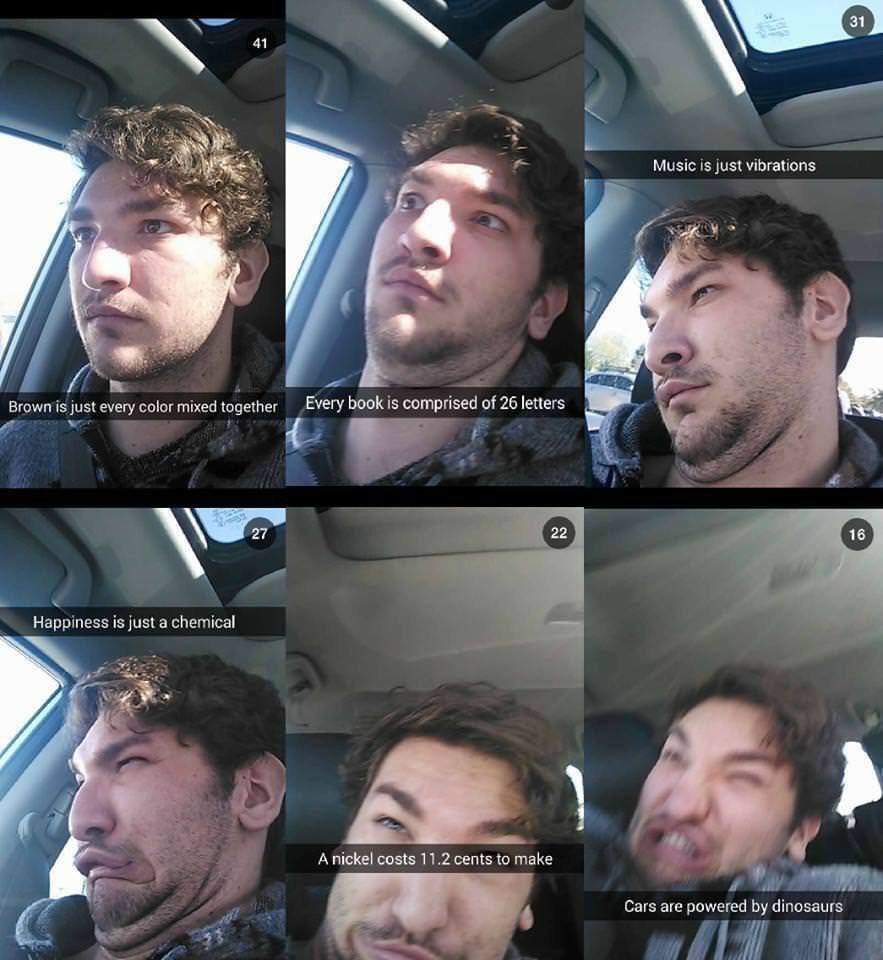 41
Brown is just every color mixed together
Every book is comprised of 26 letters
31
Music is just vibrations
27
Happiness is just a chemical
22
A nickel costs 11.2 cents to make
16
Cars are powered by dinosaurs